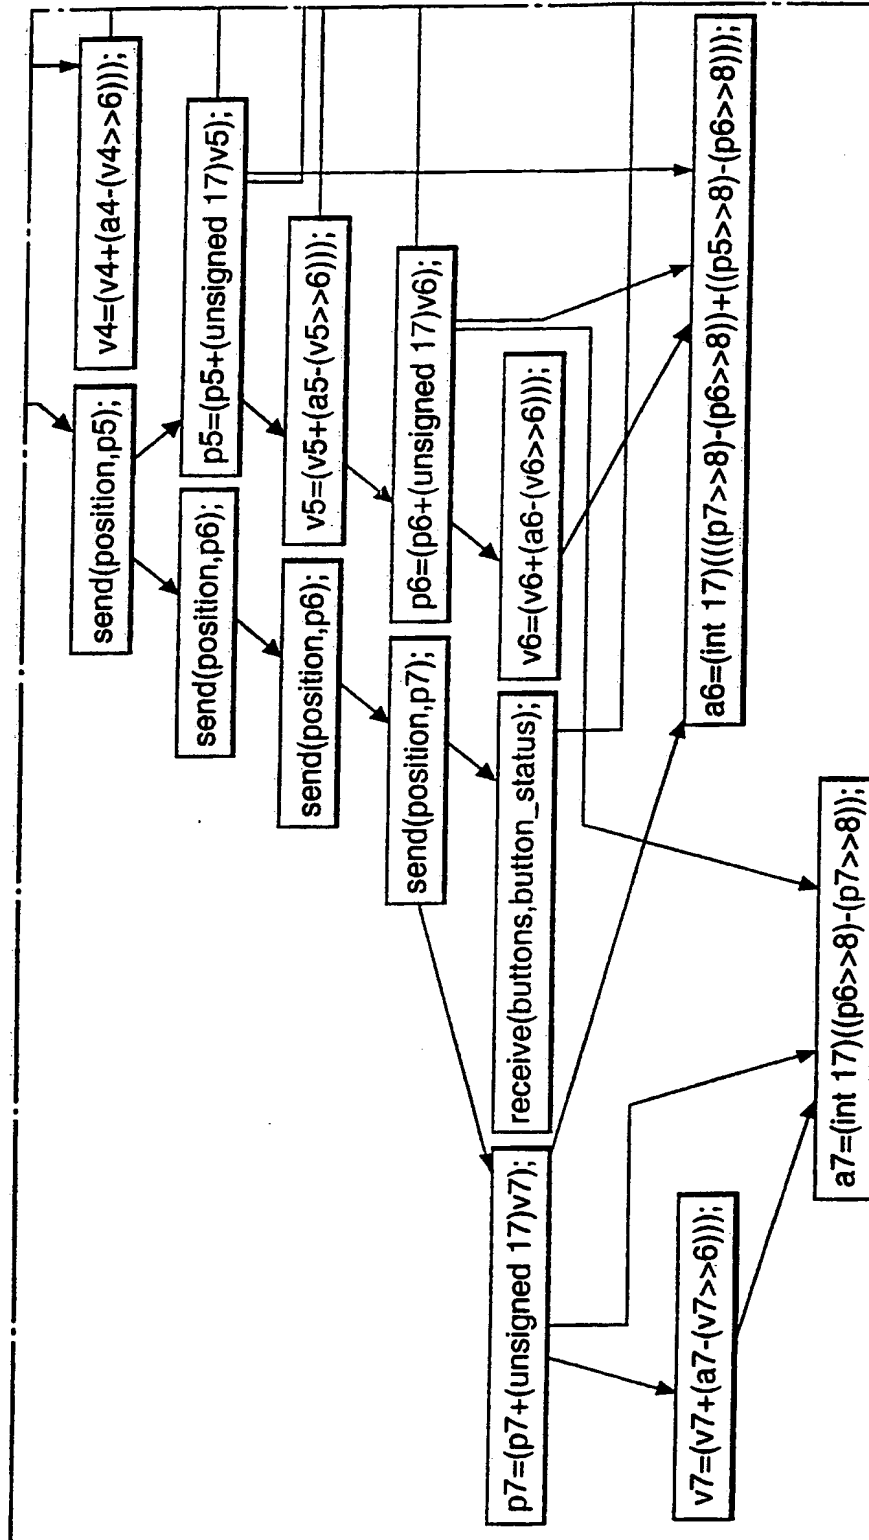 send(position,p5);
v4=(v4+(a4-(v4>>6)));
send(position,p6);
p5=(p5+(unsigned 17)v5);
send(position,p6);
v5=(v5+(a5-(v5>>6)));
send(position,p7);
p6=(p6+(unsigned 17)v6);
p7=(p7+(unsigned 17)v7);
receive(buttons,button_status);
v6=(v6+(a6-(v6>>6)));
v7=(v7+(a7-(v7>>6)));
a6=(int 17)(((p7>>8)-(p6>>8))+((p5>>8)-(p6>>8)));
a7=(int 17)((p6>>8)-(p7>>8));